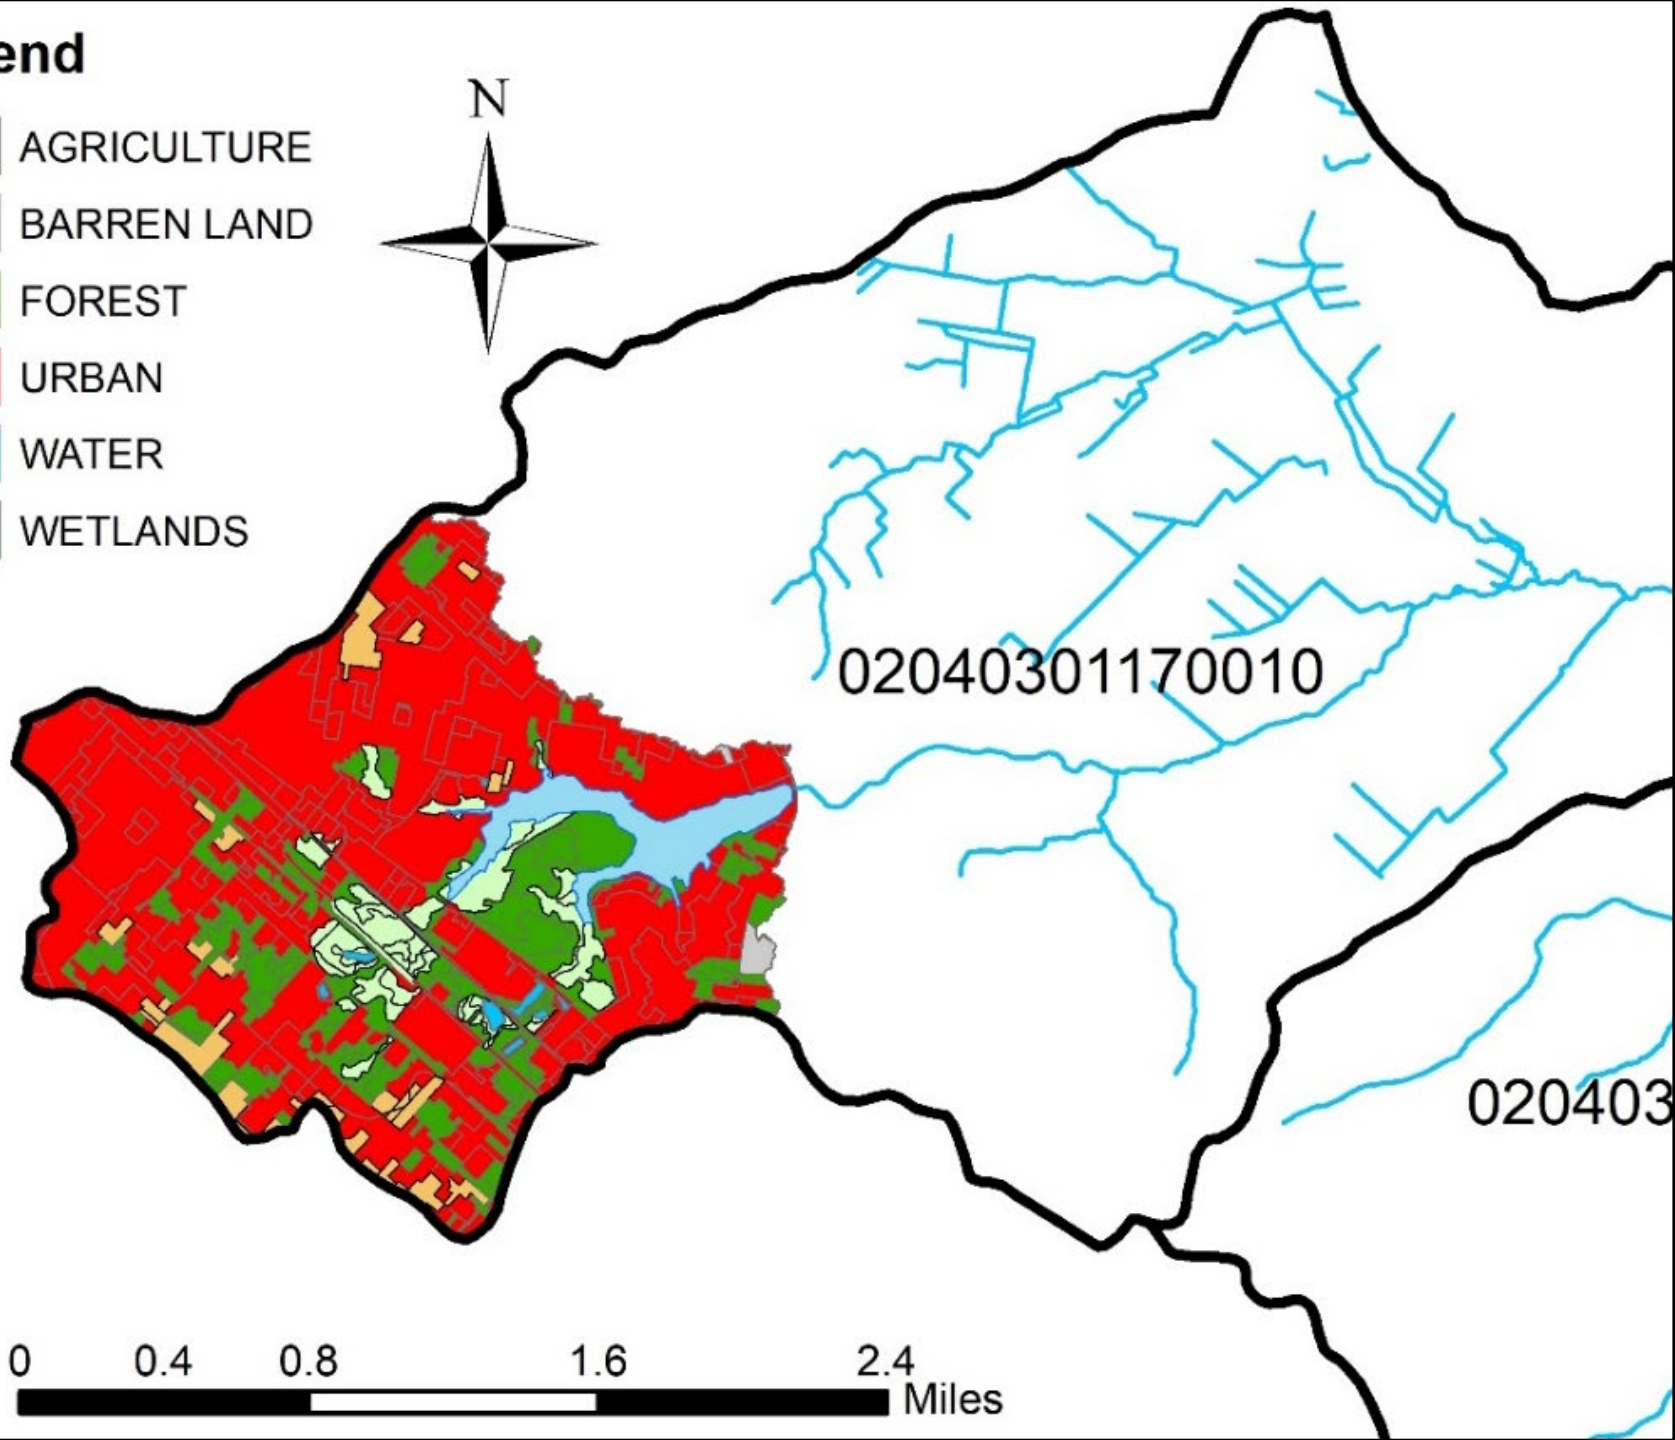 end
N
AGRICULTURE
BARREN LAND
FOREST
URBAN
WATER
WETLANDS
02040301170010
020403
0 0.4 0.8 1.6 2.4
Miles